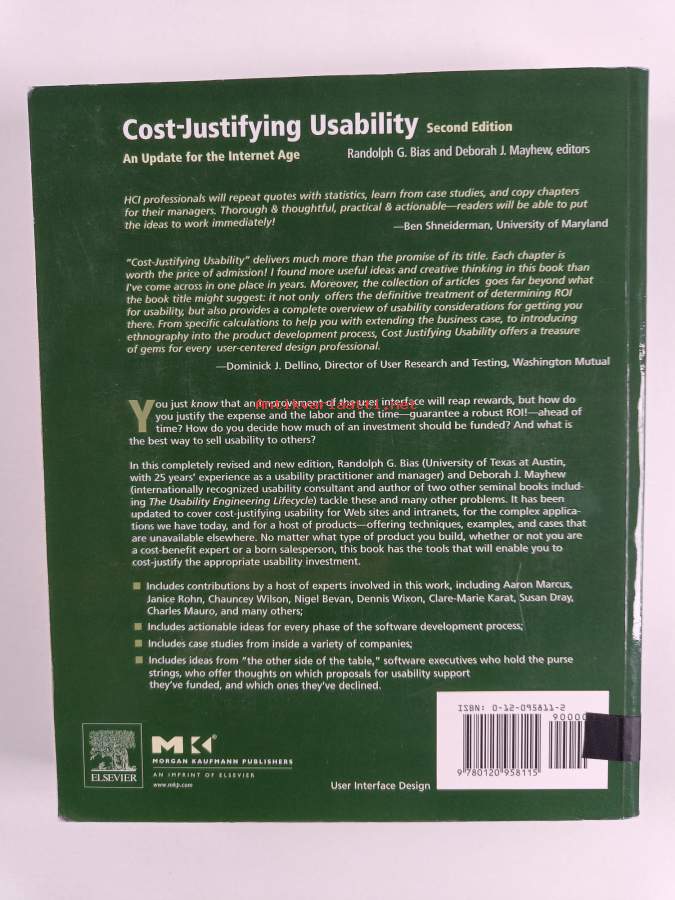 Cost-Justifying Usability Second Edition
An Update for the Internet Age Randolph G. Bias and Deborah J. Mayhew, editors
HCI professionals will repeat quotes with statistics, learn from case studies, and copy chapters
for their managers. Thorough & thoughtful, practical & actionable—readers will be able to put
the ideas to work immediately!
—Ben Shneiderman, University of Maryland
"Cost-Justifying Usability" delivers much more than the promise of its title. Each chapter is
worth the price of admission! I found more useful ideas and creative thinking in this book than
I've come across in one place in years. Moreover, the collection of articles goes far beyond what
the book title might suggest: it not only offers the definitive treatment of determining ROI
for usability, but also provides a complete overview of usability considerations for getting you
there. From specific calculations to help you with extending the business case, to introducing
ethnography into the product development process, Cost Justifying Usability offers a treasure
of gems for every user-centered design professional.
—Dominick J. Dellino, Director of User Research and Testing, Washington Mutual
You just know that an improvement of the user interface will reap rewards, but how do
you justify the expense and the labor and the time—guarantee a robust ROI!—ahead of
time? How do you decide how much of an investment should be funded? And what is
the best way to sell usability to others?
Antikvariaatti.net
In this completely revised and new edition, Randolph G. Bias (University of Texas at Austin,
with 25 years' experience as a usability practitioner and manager) and Deborah J. Mayhew
(internationally recognized usability consultant and author of two other seminal books includ-
ing The Usability Engineering Lifecycle) tackle these and many other problems. It has been
updated to cover cost-justifying usability for Web sites and intranets, for the complex applica-
tions we have today, and for a host of products—offering techniques, examples, and cases that
are unavailable elsewhere. No matter what type of product you build, whether or not you are
a cost-benefit expert or a born salesperson, this book has the tools that will enable you to
cost-justify the appropriate usability investment.
Includes contributions by a host of experts involved in this work, including Aaron Marcus,
Janice Rohn, Chauncey Wilson, Nigel Bevan, Dennis Wixon, Clare-Marie Karat, Susan Dray,
Charles Mauro, and many others;
Includes actionable ideas for every phase of the software development process;
Includes case studies from inside a variety of companies;
Includes ideas from "the other side of the table," software executives who hold the purse
strings, who offer thoughts on which proposals for usability support
they've funded, and which ones they've declined.
ISBN: 0-12-095811-2
90000
9 780120 958115
ELSEVIER
MK
MORGAN KAUFMANN PUBLISHERS
AN IMPRINT OF ELSEVIER
www.mkp.com
User Interface Design